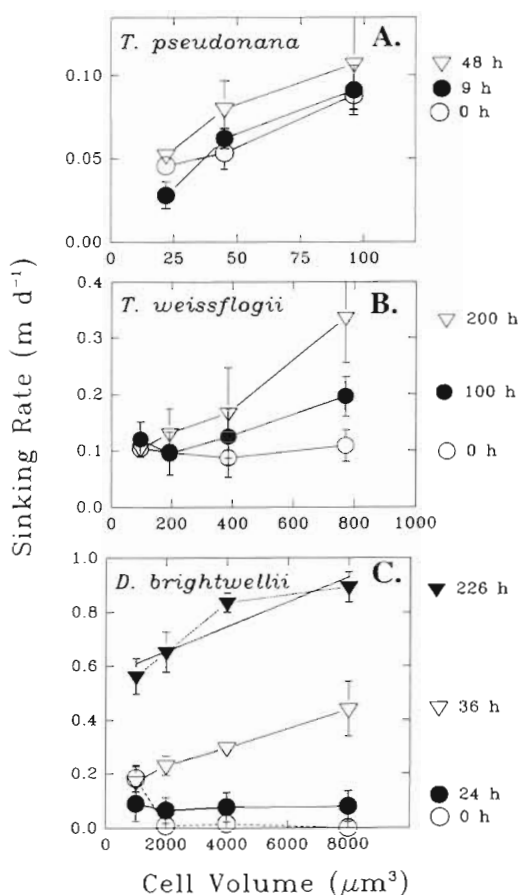 T. pseudonana
A.
48 h
9 h
0 h
0.10
0.05
0.00
0
25
50
75
100
T. weissflogii
B.
0.4
0.3
0.2
0.1
0.0
200 h
100 h
0 h
0
200
400
600
800
1000
D. brightwellii
C.
1.0
0.8
0.6
0.4
0.2
0.0
226 h
36 h
24 h
0 h
0
2000
4000
6000
8000
Cell Volume (μm³)
Sinking Rate (m d⁻¹)